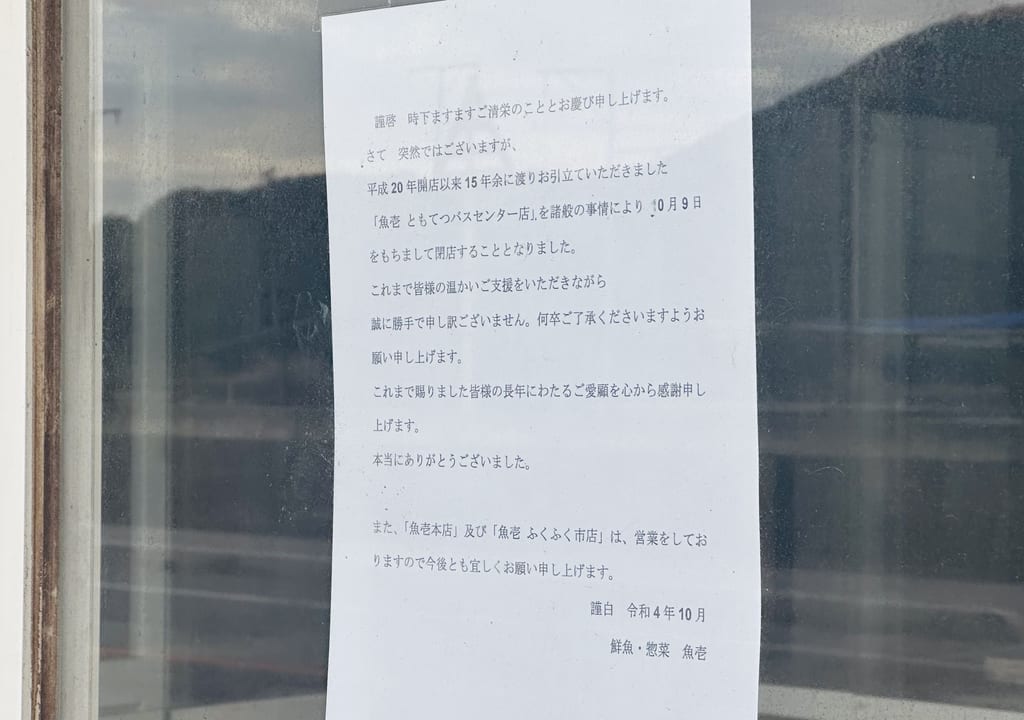 謹啓　時下ますますご清栄のこととお慶び申し上げます。
さて　突然ではございますが、
平成20年開店以来15年余に渡りお引立ていただきました
「魚壱 ともてつバスセンター店」を諸般の事情により 10月9日
をもちまして閉店することとなりました。
これまで皆様の温かいご支援をいただきながら
誠に勝手で申し訳ございません。何卒ご了承くださいますようお
願い申し上げます。
これまで賜りました皆様の長年にわたるご愛顧を心から感謝申し
上げます。
本当にありがとうございました。
また、「魚壱本店」及び「魚壱 ふくふく市店」は、営業をしてお
りますので今後とも宜しくお願い申し上げます。
謹白　令和4年10月
鮮魚・惣菜　魚壱